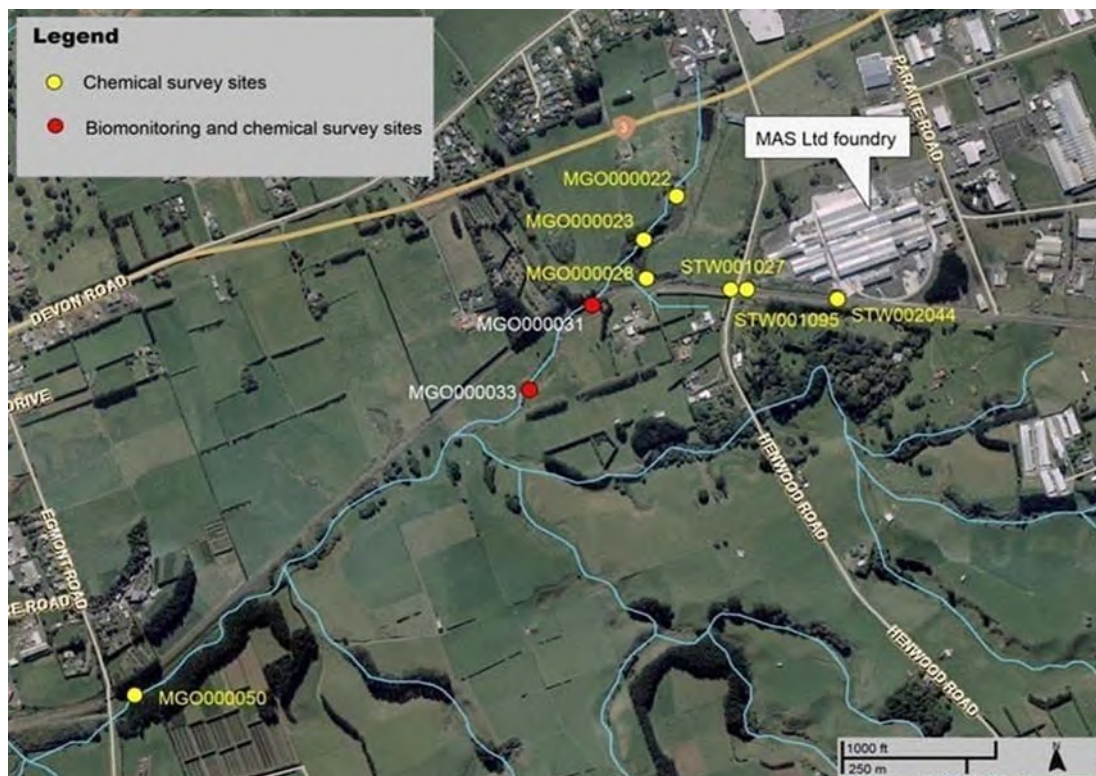 Legend
Chemical survey sites
Biomonitoring and chemical survey sites
3
PARAITE ROAD
MAS Ltd foundry
MGO000022
MGO000023
MGO000028
STW001027
DEVON ROAD
MGO000031
STW001095
STW002044
MGO000033
DRIVE
HENWOOD ROAD
EGMONT ROAD
RE ROAD
HENWOOD ROAD
MGO000050
1000 ft
250 m
N